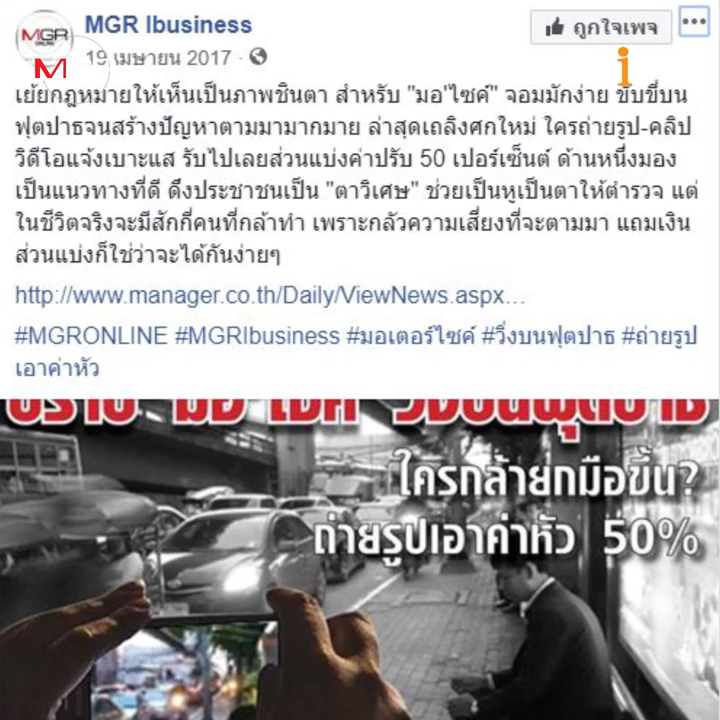 MGR Ibusiness
ถูกใจเพจ
19 เมษายน 2017
MGR
ONLINE
M
i
เย้ยกฎหมายให้เห็นเป็นภาพชินตา สำหรับ "มอ'ไซค์" จอมมักง่าย ขับขี่บน
ฟุตปาธจนสร้างปัญหาตามมามากมาย ล่าสุดเถลิงศกใหม่ ใครถ่ายรูป-คลิป
วิดีโอแจ้งเบาะแส รับไปเลยส่วนแบ่งค่าปรับ 50 เปอร์เซ็นต์ ด้านหนึ่งมอง
เป็นแนวทางที่ดี ดึงประชาชนเป็น "ตาวิเศษ" ช่วยเป็นหูเป็นตาให้ตำรวจ แต่
ในชีวิตจริงจะมีสักกี่คนที่กล้าทำ เพราะกลัวความเสี่ยงที่จะตามมา แถมเงิน
ส่วนแบ่งก็ใช่ว่าจะได้กันง่ายๆ
http://www.manager.co.th/Daily/ViewNews.aspx...
#MGRONLINE #MGRIbusiness #มอเตอร์ไซค์ #วิ่งบนฟุตปาธ #ถ่ายรูป
เอาค่าหัว
ใครกล้ายกมือขึ้น?
ถ่ายรูปเอาค่าหัว 50%